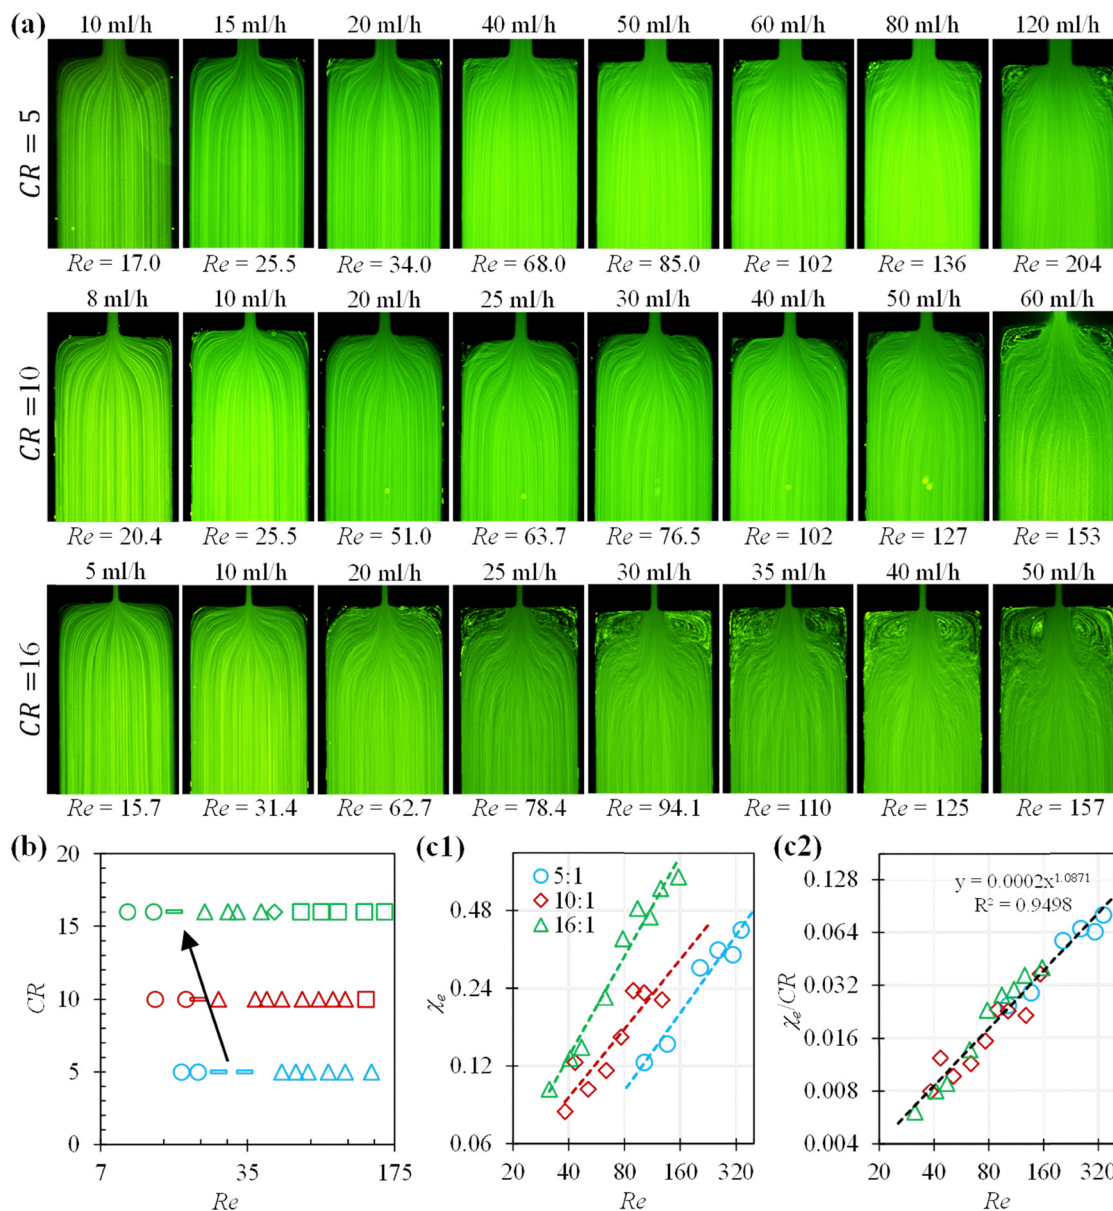 (a) 10 ml/h 15 ml/h 20 ml/h 40 ml/h 50 ml/h 60 ml/h 80 ml/h 120 ml/h
CR = 5
Re = 17.0 Re = 25.5 Re = 34.0 Re = 68.0 Re = 85.0 Re = 102 Re = 136 Re = 204
8 ml/h 10 ml/h 20 ml/h 25 ml/h 30 ml/h 40 ml/h 50 ml/h 60 ml/h
CR =10
Re = 20.4 Re = 25.5 Re = 51.0 Re = 63.7 Re = 76.5 Re = 102 Re = 127 Re = 153
5 ml/h 10 ml/h 20 ml/h 25 ml/h 30 ml/h 35 ml/h 40 ml/h 50 ml/h
CR =16
Re = 15.7 Re = 31.4 Re = 62.7 Re = 78.4 Re = 94.1 Re = 110 Re = 125 Re = 157
(b)
20
15
10
5
0
CR
7 35 175
Re
(c1)
5:1
10:1
16:1
0.48
0.24
0.12
0.06
χₑ
20 40 80 160 320
Re
(c2)
y = 0.0002x^1.0871
R² = 0.9498
0.128
0.064
0.032
0.016
0.008
0.004
χₑ/CR
20 40 80 160 320
Re